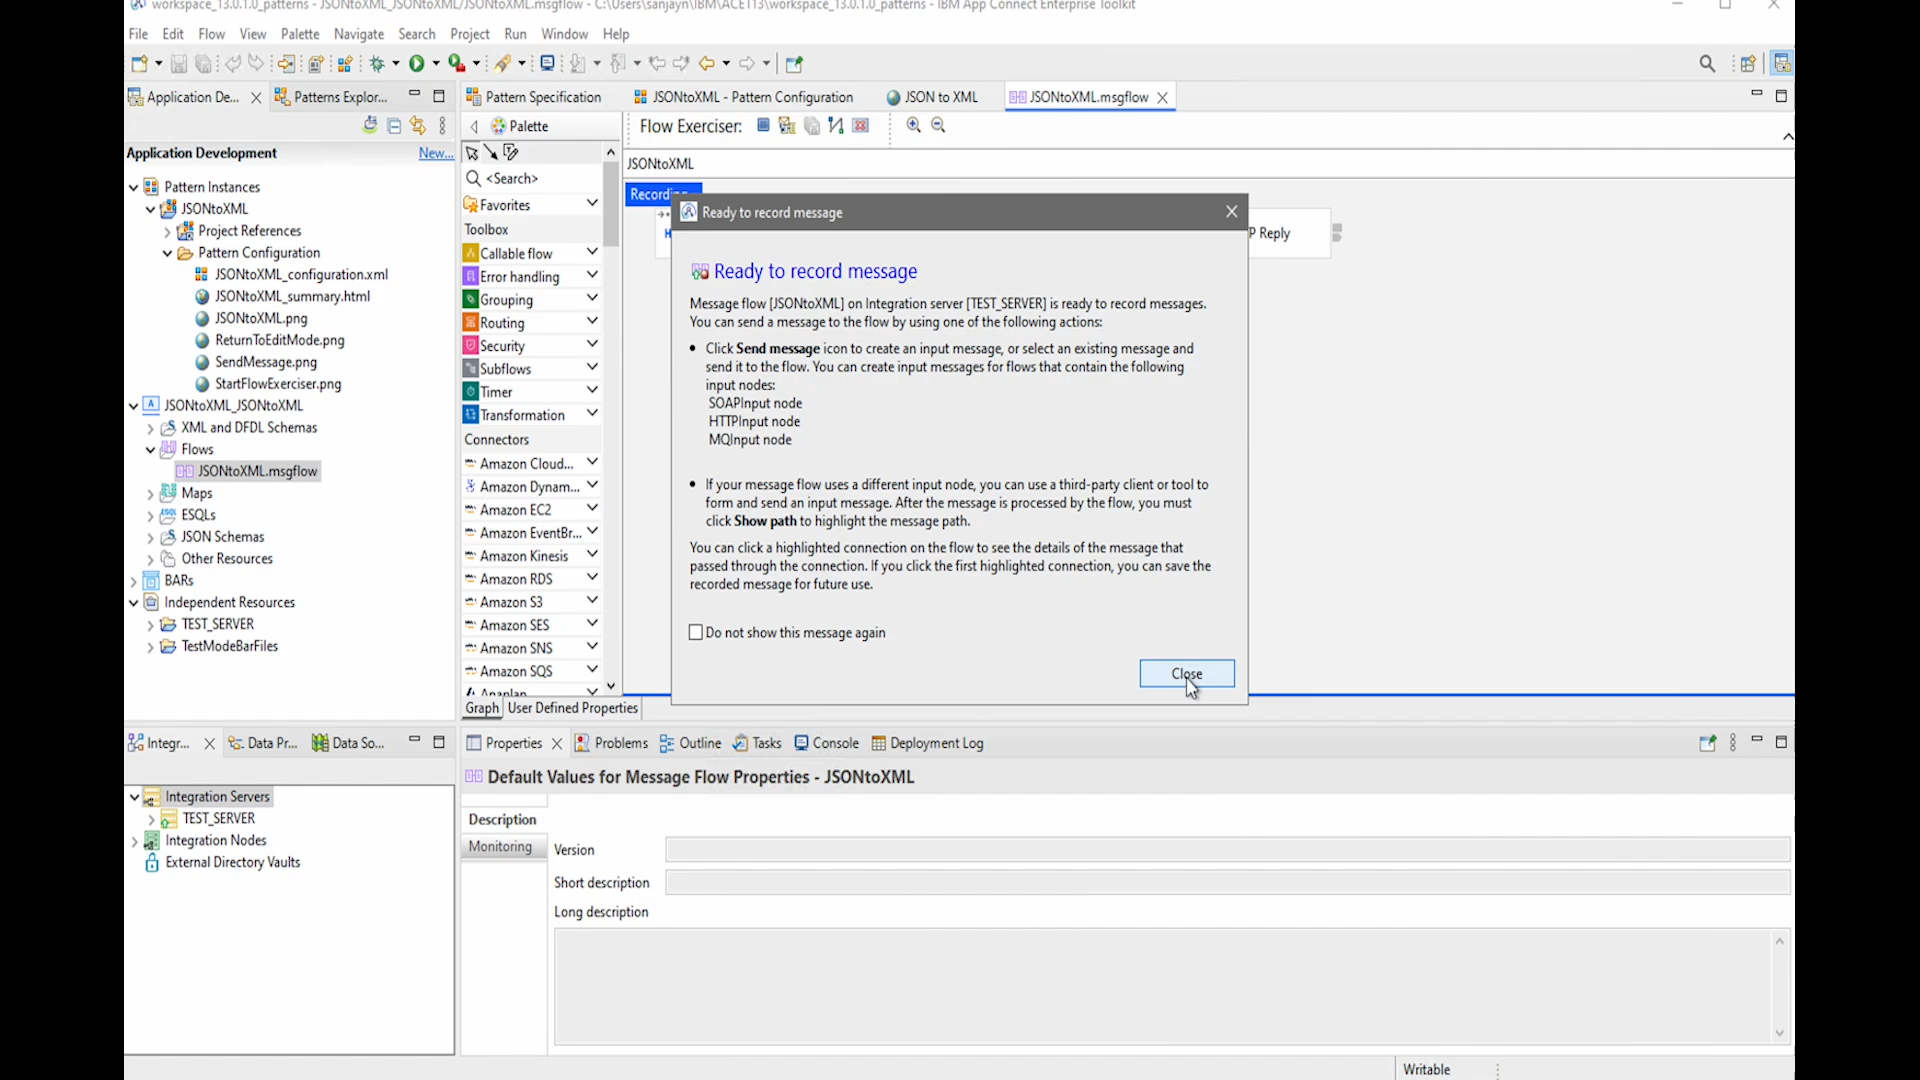 workspace_13.0.1.0_patterns - JSONtoXML_JSONtoXML/JSONtoXML.msgflow - C:\Users\sanjayn\IBM\ACET13\workspace_13.0.1.0_patterns - IBM App Connect Enterprise Toolkit
File Edit Flow View Palette Navigate Search Project Run Window Help
Application De... Patterns Explor...
Pattern Specification JSONtoXML - Pattern Configuration JSON to XML JSONtoXML.msgflow
Palette
Flow Exerciser:
Application Development New...
JSONtoXML
Recording
Pattern Instances
JSONtoXML
Project References
Pattern Configuration
JSONtoXML_configuration.xml
JSONtoXML_summary.html
JSONtoXML.png
ReturnToEditMode.png
SendMessage.png
StartFlowExerciser.png
JSONtoXML_JSONtoXML
XML and DFDL Schemas
Flows
JSONtoXML.msgflow
Maps
ESQLs
JSON Schemas
Other Resources
BARs
Independent Resources
TEST_SERVER
TestModeBarFiles
<Search>
Favorites
Toolbox
Callable flow
Error handling
Grouping
Routing
Security
Subflows
Timer
Transformation
Connectors
Amazon Cloud...
Amazon Dynam...
Amazon EC2
Amazon EventBr...
Amazon Kinesis
Amazon RDS
Amazon S3
Amazon SES
Amazon SNS
Amazon SQS
Anaplan
Graph User Defined Properties
P Reply
Ready to record message
Ready to record message
Message flow [JSONtoXML] on Integration server [TEST_SERVER] is ready to record messages.
You can send a message to the flow by using one of the following actions:
• Click Send message icon to create an input message, or select an existing message and
send it to the flow. You can create input messages for flows that contain the following
input nodes:
SOAPInput node
HTTPInput node
MQInput node
• If your message flow uses a different input node, you can use a third-party client or tool to
form and send an input message. After the message is processed by the flow, you must
click Show path to highlight the message path.
You can click a highlighted connection on the flow to see the details of the message that
passed through the connection. If you click the first highlighted connection, you can save the
recorded message for future use.
Do not show this message again
Close
Integr... Data Pr... Data So...
Integration Servers
TEST_SERVER
Integration Nodes
External Directory Vaults
Properties Problems Outline Tasks Console Deployment Log
Default Values for Message Flow Properties - JSONtoXML
Description
Monitoring
Version
Short description
Long description
Writable